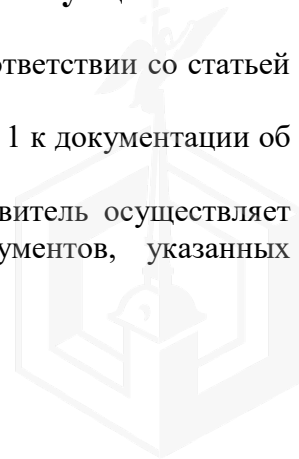 ответствии со статьей
1 к документации об
витель осуществляет
ументов, указанных